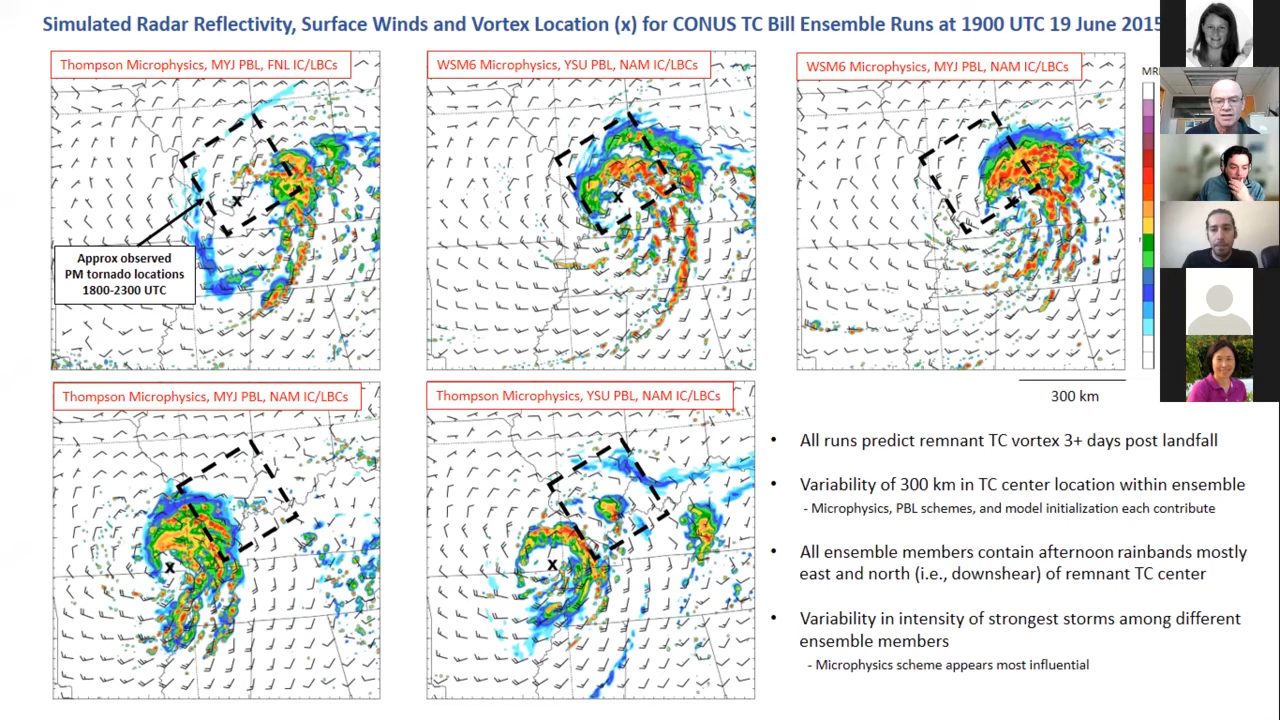 Simulated Radar Reflectivity, Surface Winds and Vortex Location (x) for CONUS TC Bill Ensemble Runs at 1900 UTC 19 June 2015
Thompson Microphysics, MYJ PBL, FNL IC/LBCs
WSM6 Microphysics, YSU PBL, NAM IC/LBCs
WSM6 Microphysics, MYJ PBL, NAM IC/LBCs
x
x
x
Approx observed
PM tornado locations
1800-2300 UTC
300 km
Thompson Microphysics, MYJ PBL, NAM IC/LBCs
Thompson Microphysics, YSU PBL, NAM IC/LBCs
x
x
• All runs predict remnant TC vortex 3+ days post landfall
• Variability of 300 km in TC center location within ensemble
- Microphysics, PBL schemes, and model initialization each contribute
• All ensemble members contain afternoon rainbands mostly
east and north (i.e., downshear) of remnant TC center
• Variability in intensity of strongest storms among different
ensemble members
- Microphysics scheme appears most influential